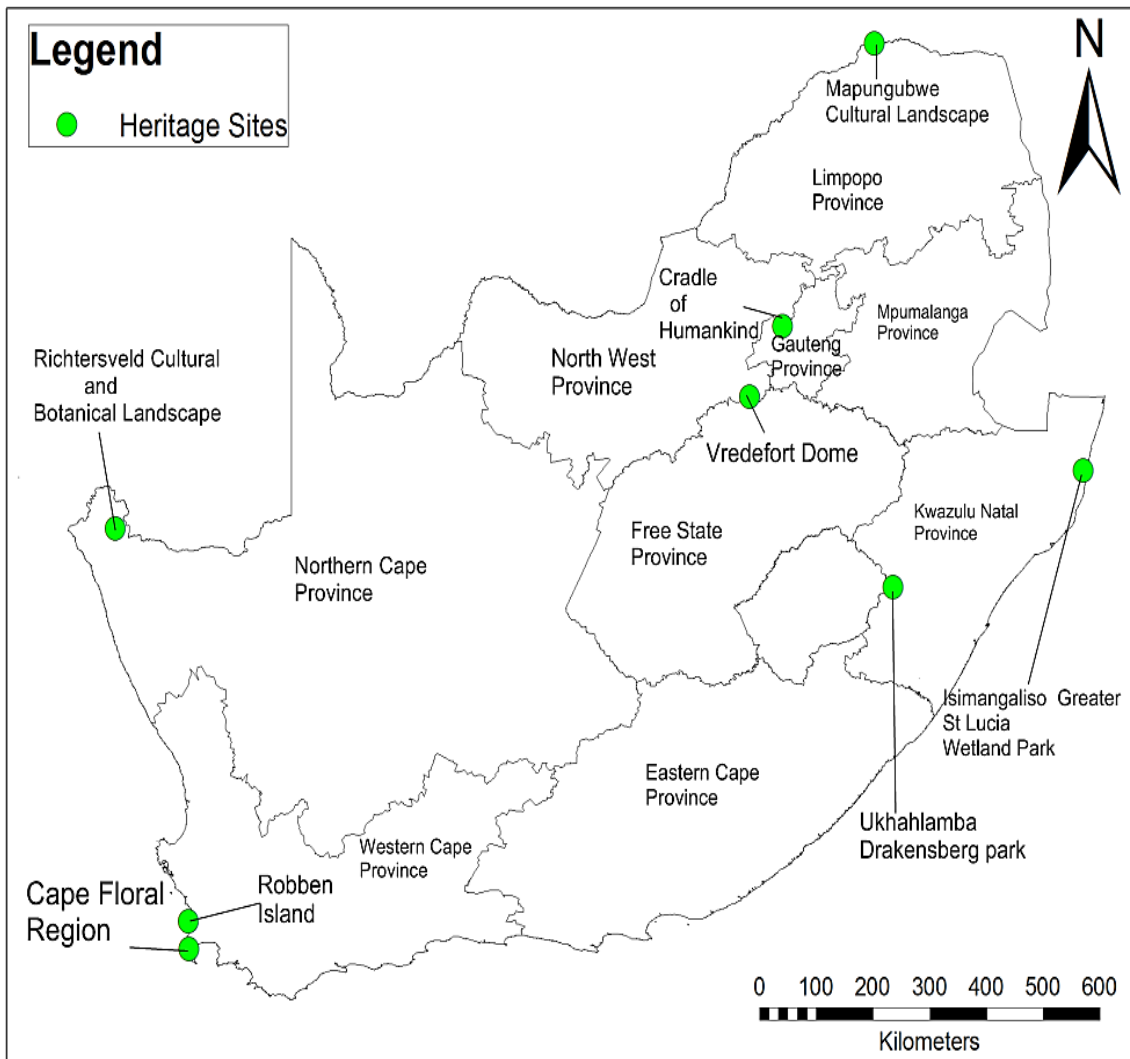 Legend
Heritage Sites
N
Mapungubwe
Cultural Landscape
Limpopo
Province
Cradle
of
Humankind
Mpumalanga
Province
Gauteng
Province
North West
Province
Richtersveld Cultural
and
Botanical Landscape
Vredefort Dome
Free State
Province
Kwazulu Natal
Province
Northern Cape
Province
Isimangaliso Greater
St Lucia
Wetland Park
Eastern Cape
Province
Ukhahlamba
Drakensberg park
Western Cape
Province
Robben
Island
Cape Floral
Region
0 100 200 300 400 500 600
Kilometers